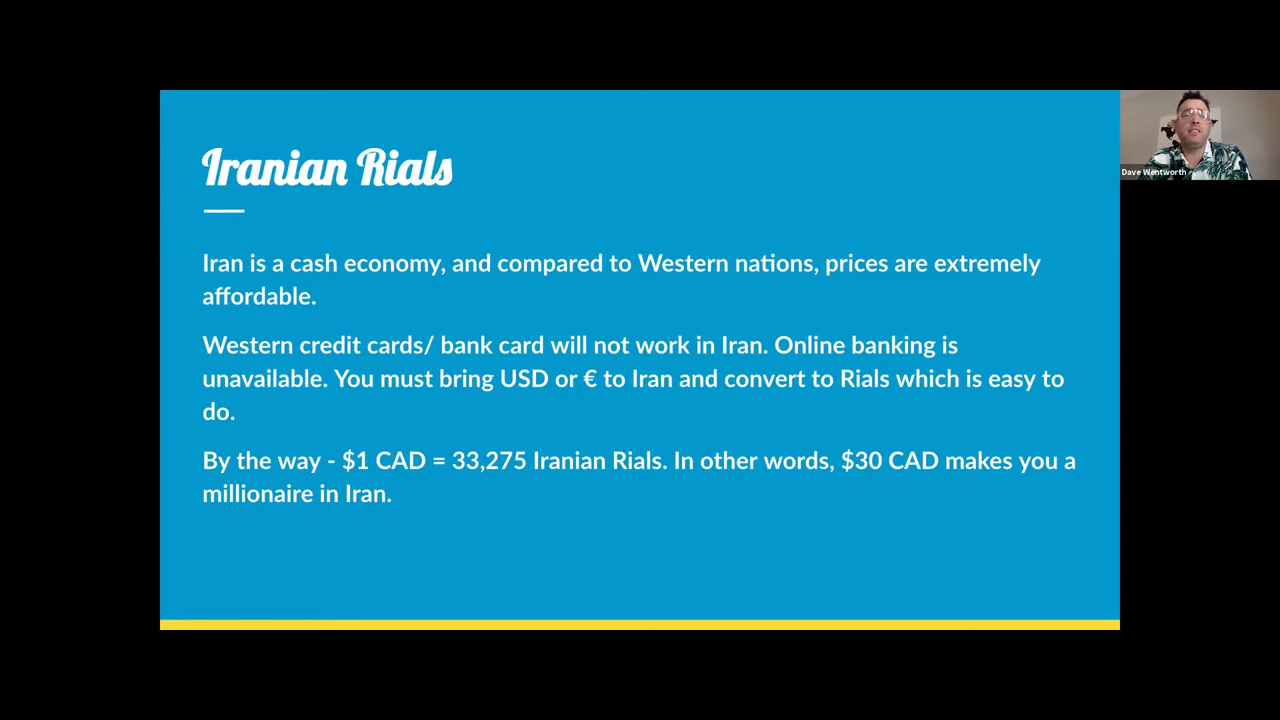 Iranian Rials
Iran is a cash economy, and compared to Western nations, prices are extremely
affordable.
Western credit cards/ bank card will not work in Iran. Online banking is
unavailable. You must bring USD or € to Iran and convert to Rials which is easy to
do.
By the way - $1 CAD = 33,275 Iranian Rials. In other words, $30 CAD makes you a
millionaire in Iran.
Dave Wentworth